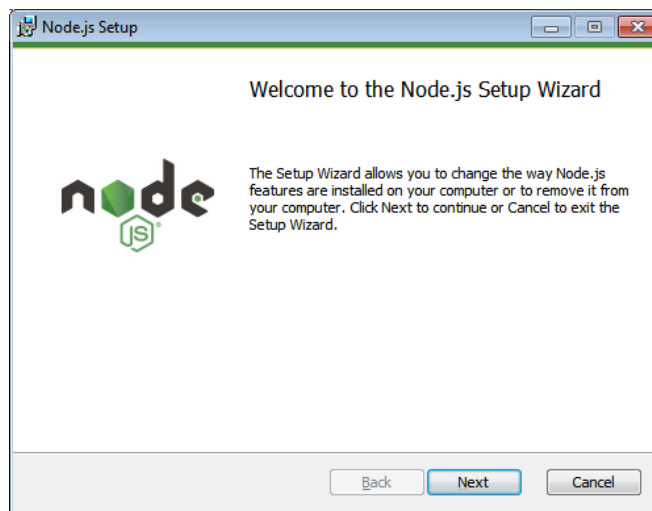 Node.js Setup
Welcome to the Node.js Setup Wizard
The Setup Wizard allows you to change the way Node.js
features are installed on your computer or to remove it from
your computer. Click Next to continue or Cancel to exit the
Setup Wizard.
node
JS
Back
Next
Cancel